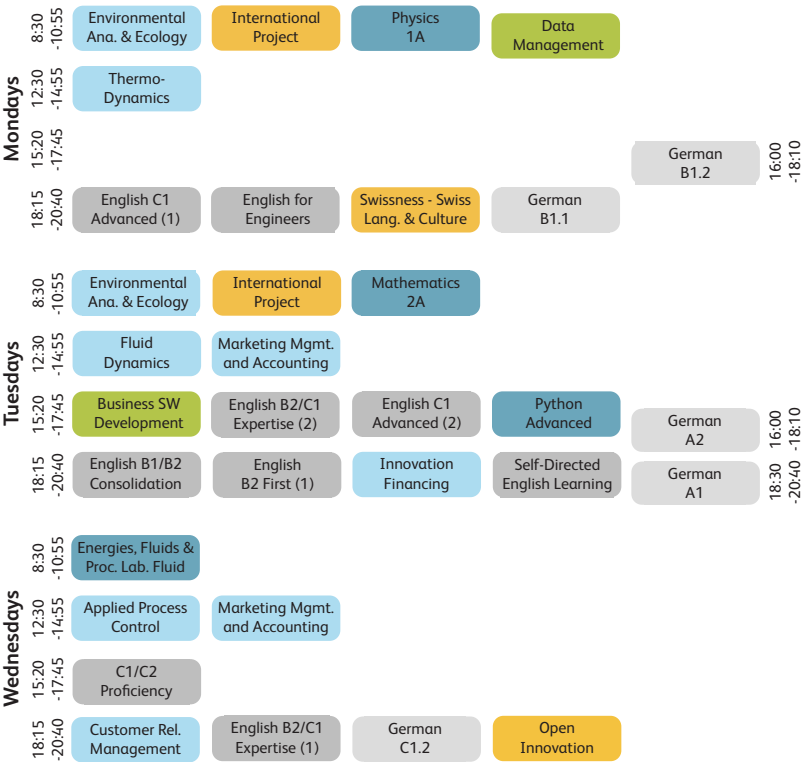 Mondays
8:30
-10:55
Environmental
Ana. & Ecology
International
Project
Physics
1A
Data
Management
12:30
-14:55
Thermo-
Dynamics
15:20
-17:45
German
B1.2
16:00
-18:10
18:15
-20:40
English C1
Advanced (1)
English for
Engineers
Swissness - Swiss
Lang. & Culture
German
B1.1
Tuesdays
8:30
-10:55
Environmental
Ana. & Ecology
International
Project
Mathematics
2A
12:30
-14:55
Fluid
Dynamics
Marketing Mgmt.
and Accounting
15:20
-17:45
Business SW
Development
English B2/C1
Expertise (2)
English C1
Advanced (2)
Python
Advanced
German
A2
16:00
-18:10
18:15
-20:40
English B1/B2
Consolidation
English
B2 First (1)
Innovation
Financing
Self-Directed
English Learning
German
A1
18:30
-20:40
Wednesdays
8:30
-10:55
Energies, Fluids &
Proc. Lab. Fluid
12:30
-14:55
Applied Process
Control
Marketing Mgmt.
and Accounting
15:20
-17:45
C1/C2
Proficiency
18:15
-20:40
Customer Rel.
Management
English B2/C1
Expertise (1)
German
C1.2
Open
Innovation